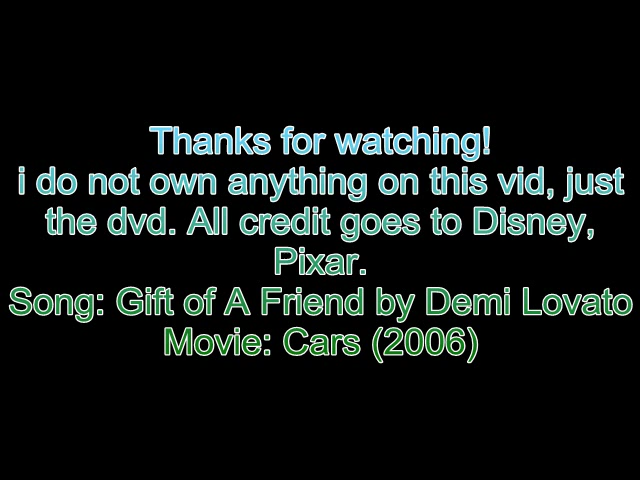 Thanks for watching!
i do not own anything on this vid, just
the dvd. All credit goes to Disney,
Pixar.
Song: Gift of A Friend by Demi Lovato
Movie: Cars (2006)